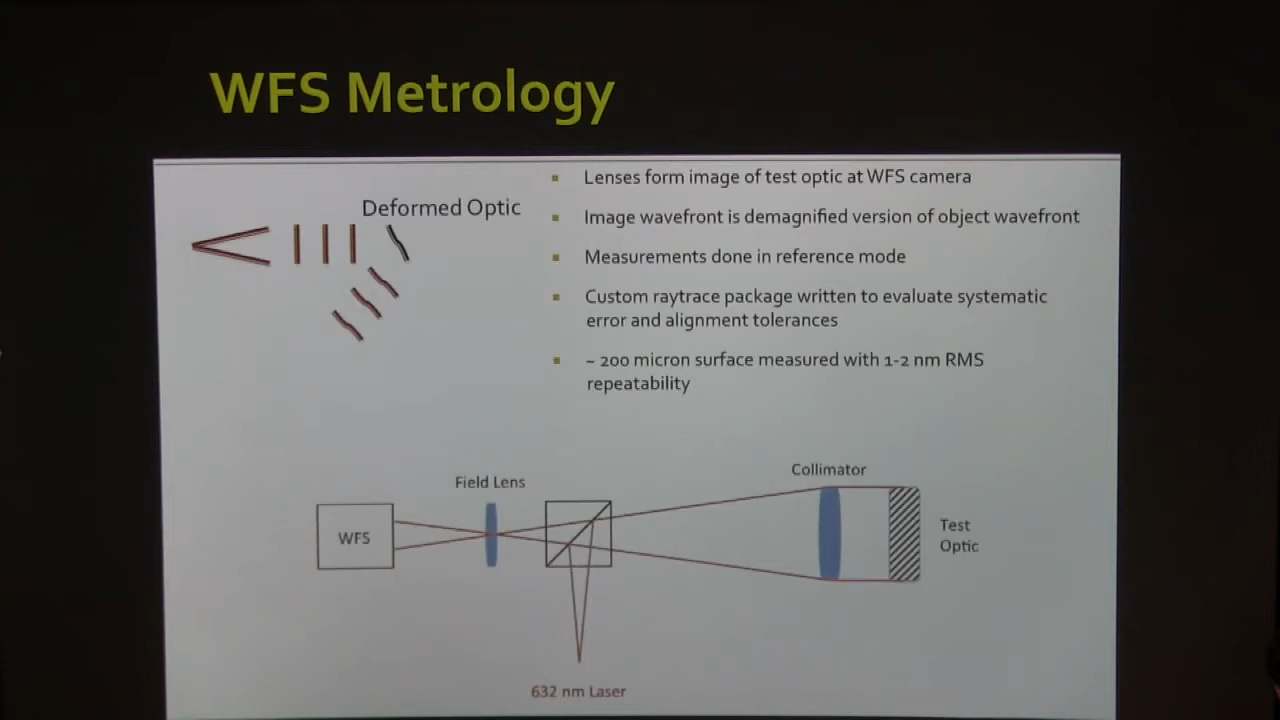 WFS Metrology
Deformed Optic
▪ Lenses form image of test optic at WFS camera
▪ Image wavefront is demagnified version of object wavefront
▪ Measurements done in reference mode
▪ Custom raytrace package written to evaluate systematic
error and alignment tolerances
▪ ~ 200 micron surface measured with 1-2 nm RMS
repeatability
Collimator
Field Lens
WFS
Test
Optic
632 nm Laser